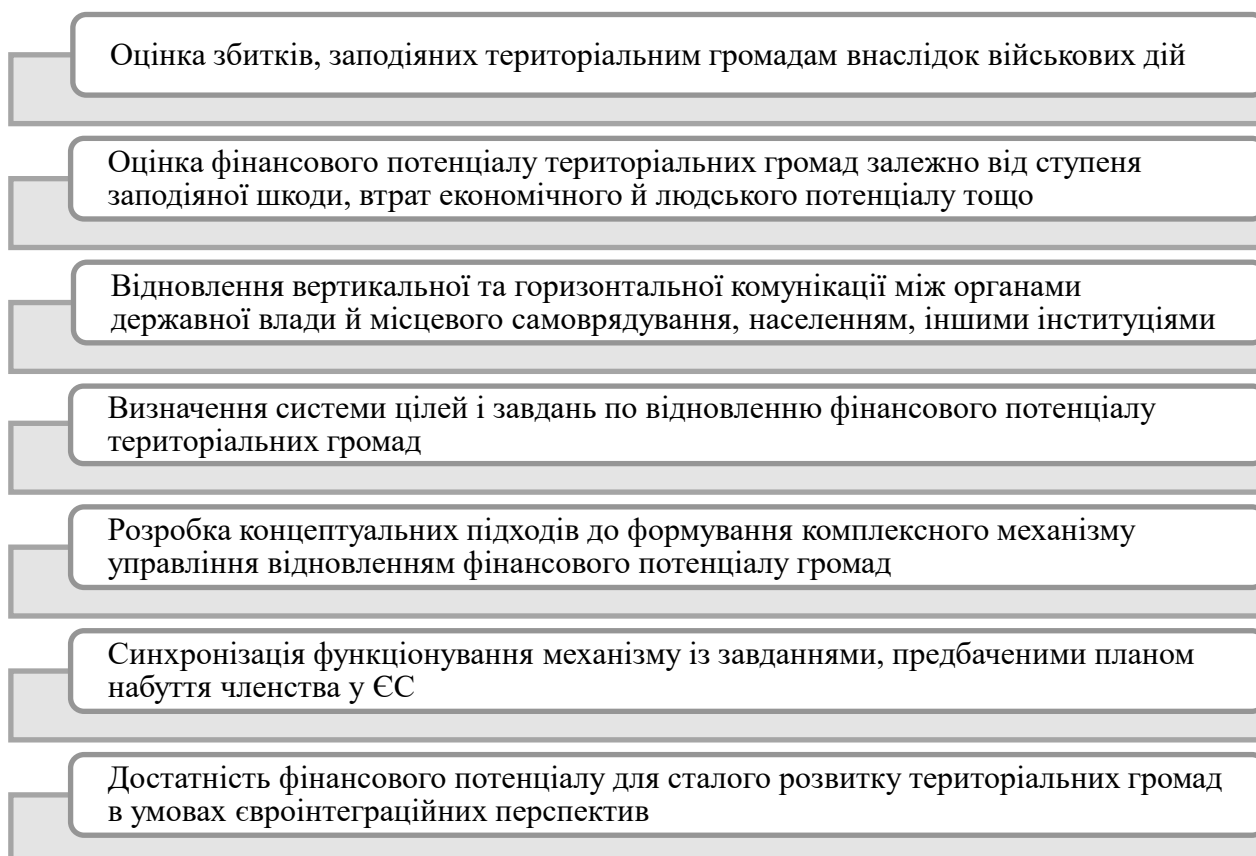 Оцінка збитків, заподіяних територіальним громадам внаслідок військових дій
Оцінка фінансового потенціалу територіальних громад залежно від ступеня
заподіяної шкоди, втрат економічного й людського потенціалу тощо
Відновлення вертикальної та горизонтальної комунікації між органами
державної влади й місцевого самоврядування, населенням, іншими інституціями
Визначення системи цілей і завдань по відновленню фінансового потенціалу
територіальних громад
Розробка концептуальних підходів до формування комплексного механізму
управління відновленням фінансового потенціалу громад
Синхронізація функціонування механізму із завданнями, предбаченими планом
набуття членства у ЄС
Достатність фінансового потенціалу для сталого розвитку територіальних громад
в умовах євроінтеграційних перспектив